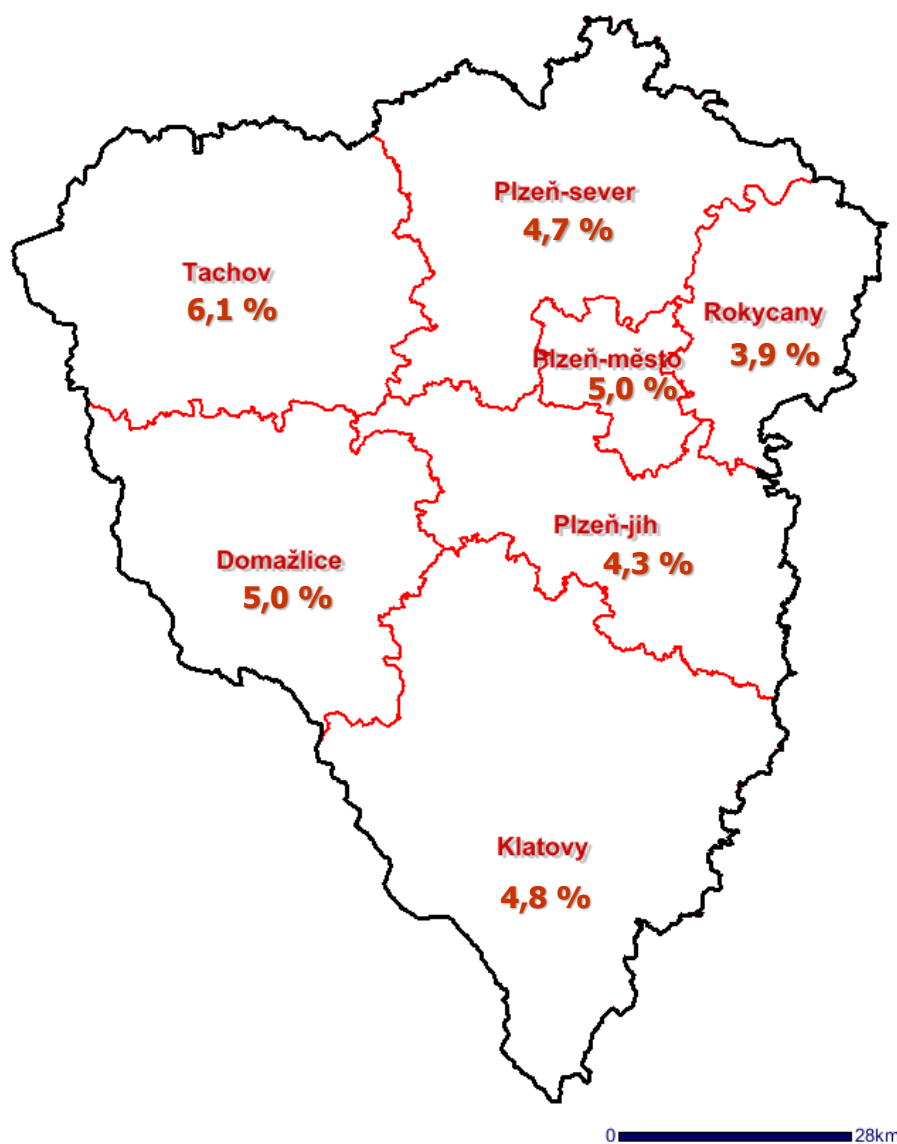 Plzeň-sever
4,7 %
Tachov
6,1 %
Rokycany
3,9 %
Plzeň-město
5,0 %
Plzeň-jih
4,3 %
Domažlice
5,0 %
Klatovy
4,8 %
0 28km